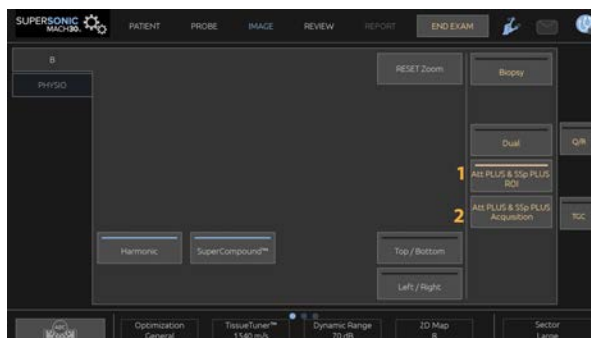 SUPERSONIC
MACH30.
PATIENT
PROBE
IMAGE
REVIEW
REPORT
END EXAM
B
PHYSIO
RESET Zoom
Biopsy
Dual
Q/R
1
Att PLUS & SSp PLUS
ROI
2
Att PLUS & SSp PLUS
Acquisition
TGC
Harmonic
SuperCompound™
Top / Bottom
Left / Right
Optimization
General
TissueTuner™
1540 m/s
Dynamic Range
70 dB
2D Map
8
Sector
Large